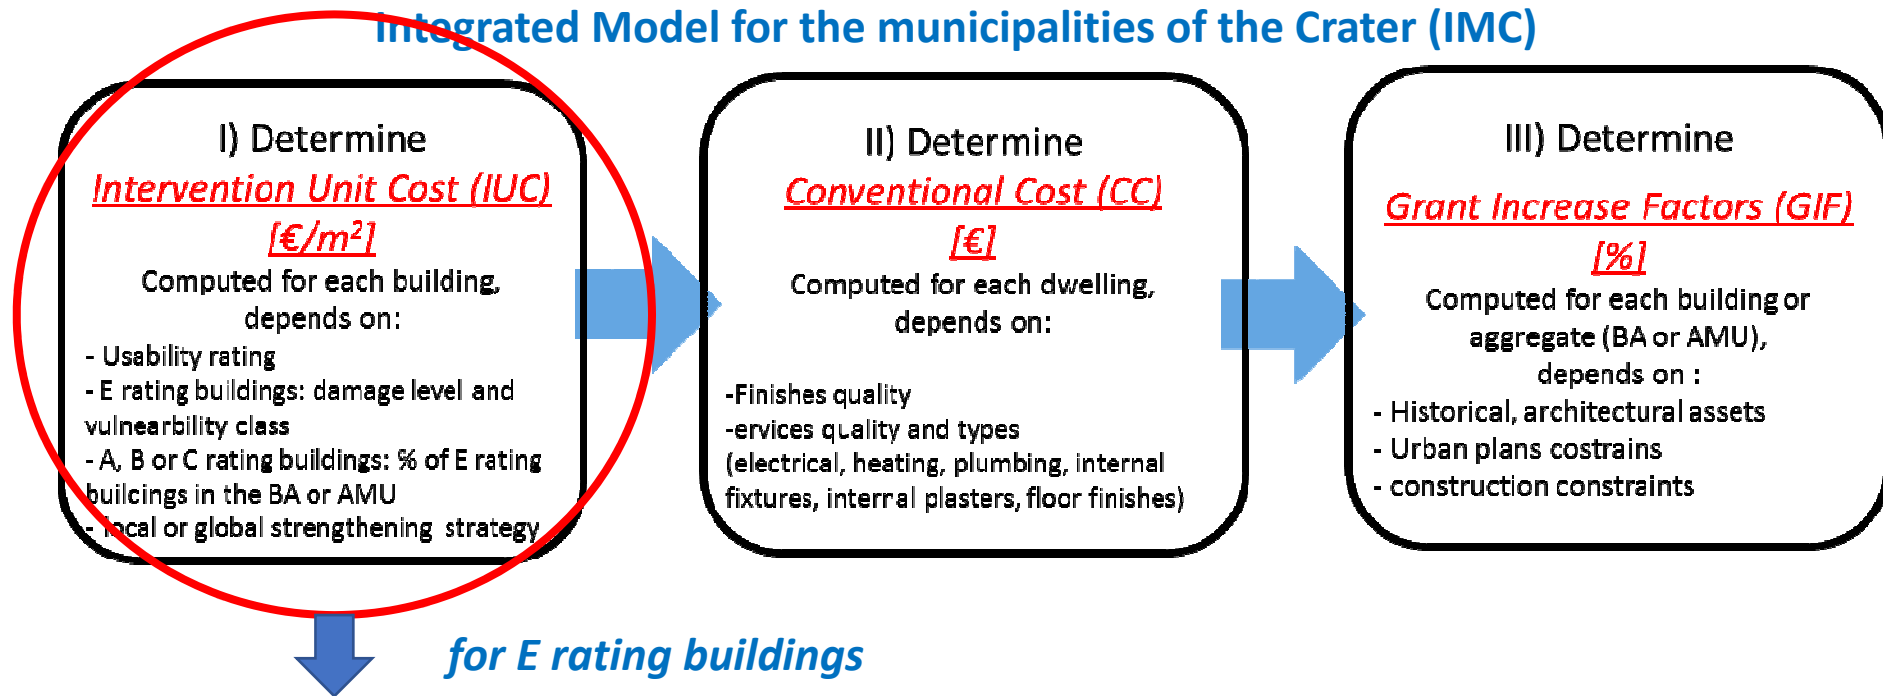 Integrated Model for the municipalities of the Crater (IMC)
I) Determine
Intervention Unit Cost (IUC)
[€/m²]
Computed for each building,
depends on:
- Usability rating
- E rating buildings: damage level and
vulnearbility class
- A, B or C rating buildings: % of E rating
builcings in the BA or AMU
- local or global strengthening strategy
II) Determine
Conventional Cost (CC)
[€]
Computed for each dwelling,
depends on:
-Finishes quality
-ervices quality and types
(electrical, heating, plumbing, internal
fixtures, internal plasters, floor finishes)
III) Determine
Grant Increase Factors (GIF)
[%]
Computed for each building or
aggregate (BA or AMU),
depends on :
- Historical, architectural assets
- Urban plans costrains
- construction constraints
for E rating buildings